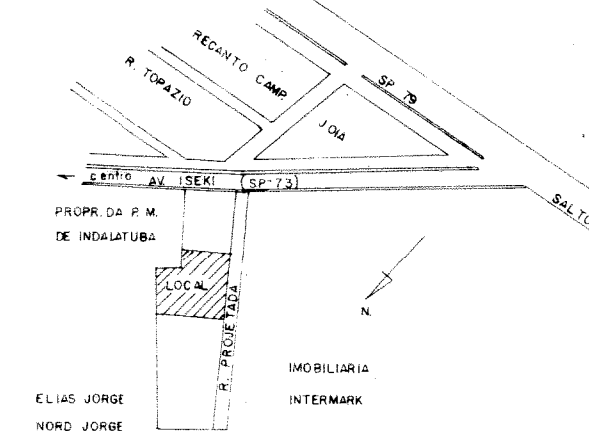 RECANTO CAMP.
R. TOPAZIO
SP 79
JOIA
centro AV. ISEKI (SP-73)
SALTO
PROPR. DA P. M.
DE INDALATUBA
LOCAL
R. PROJETADA
N.
IMOBILIARIA
INTERMARK
ELIAS JORGE
NORD JORGE